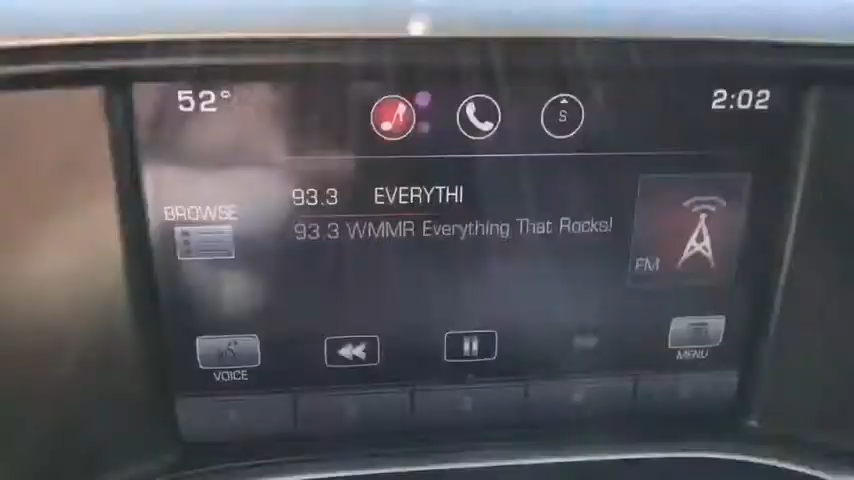 52°
S
2:02
93.3 EVERYTHI
BROWSE
93.3 WMMR Everything That Rocks!
FM
VOICE
MENU